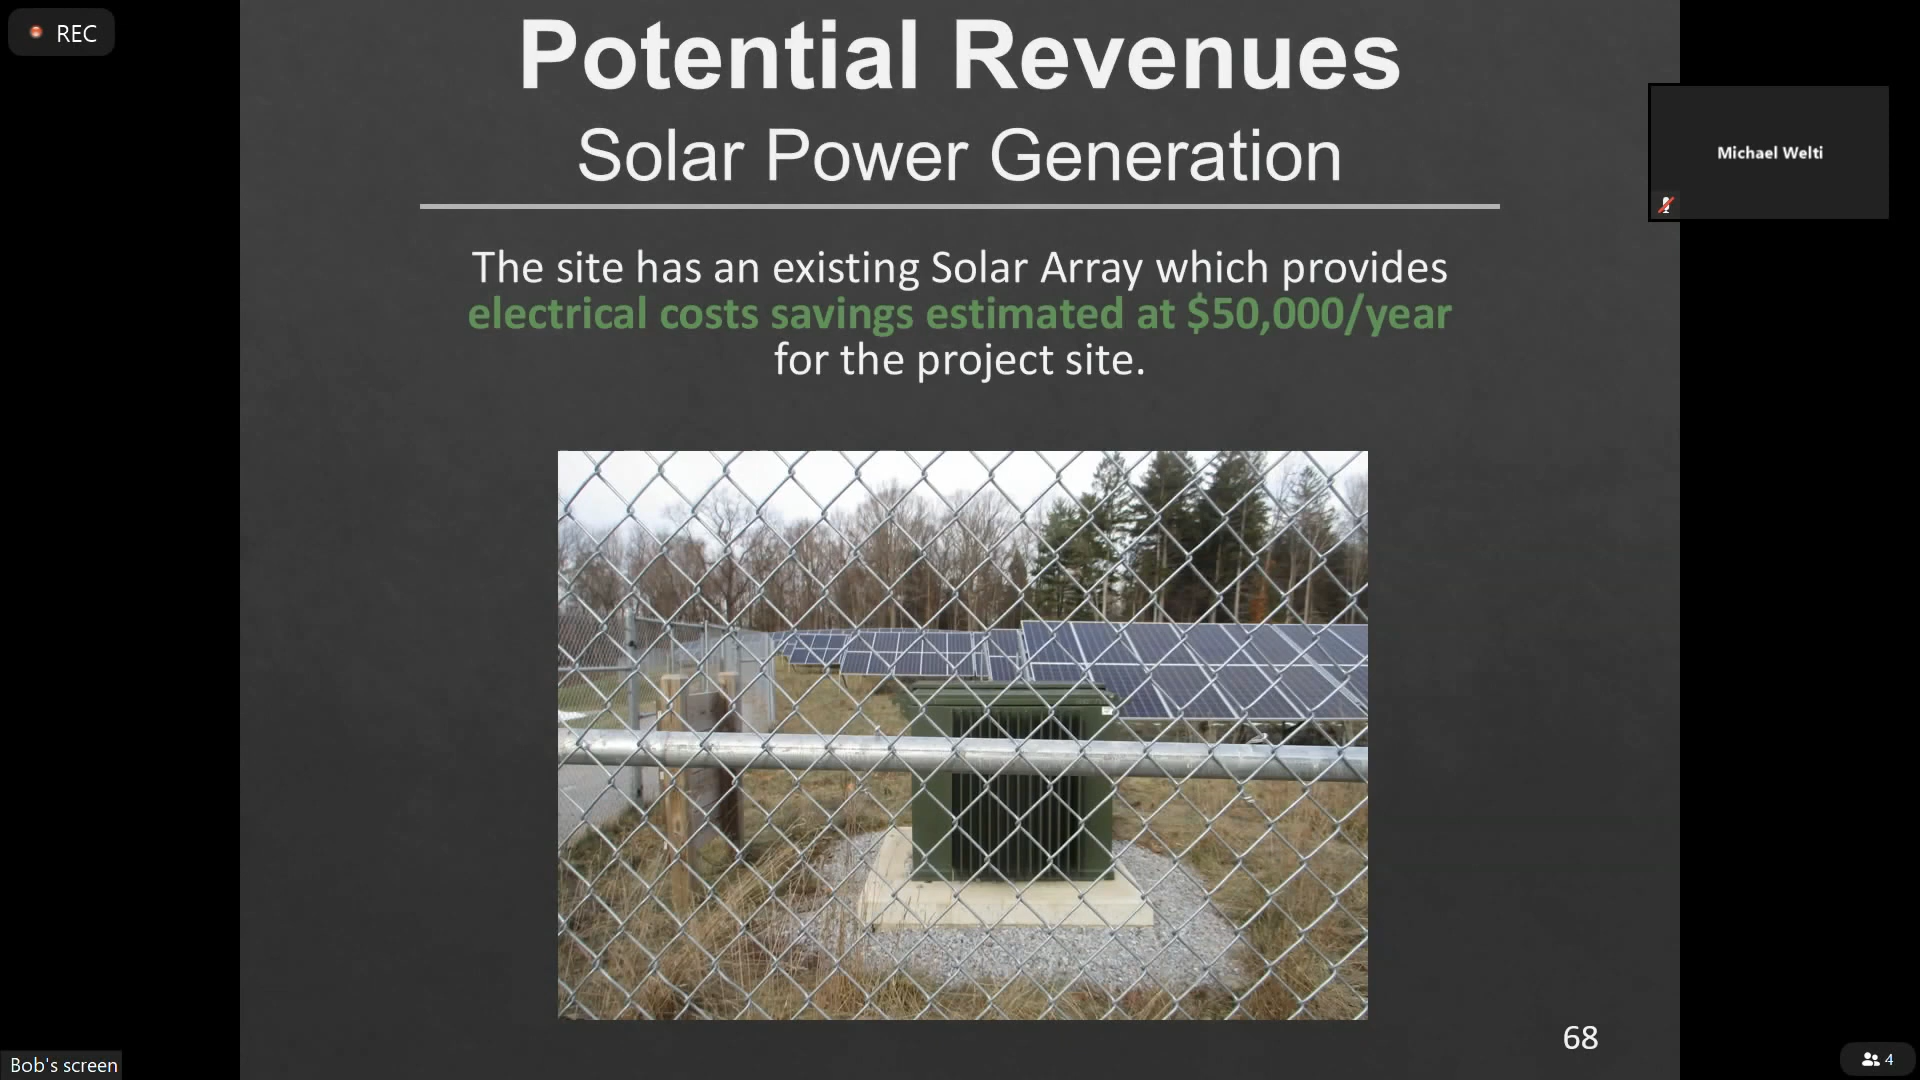 REC
Potential Revenues
Solar Power Generation
Michael Welti
The site has an existing Solar Array which provides
electrical costs savings estimated at $50,000/year
for the project site.
68
Bob's screen
4